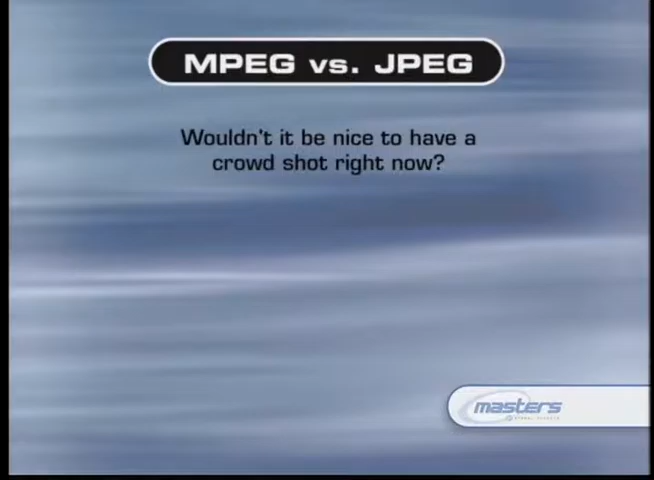 MPEG vs. JPEG
Wouldn't it be nice to have a
crowd shot right now?
masters